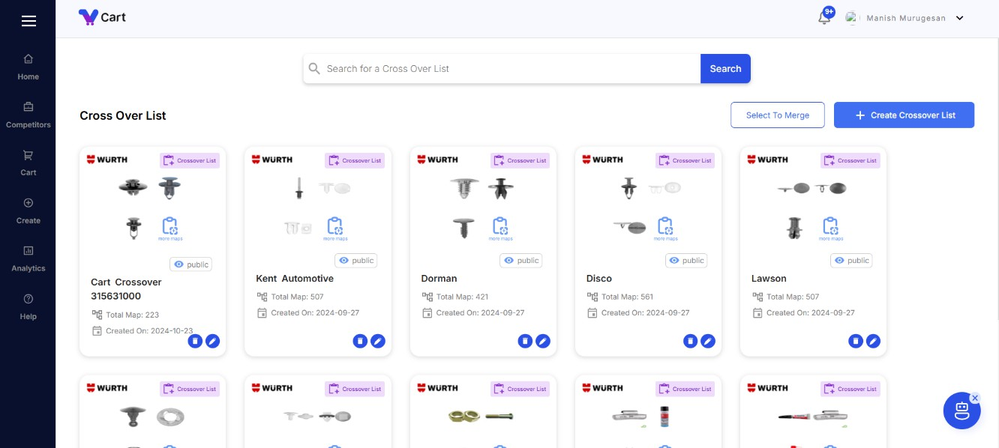 Cart
9+
Manish Murugesan
Home
Competitors
Cart
Create
Analytics
Help
Search for a Cross Over List
Search
Cross Over List
Select To Merge
Create Crossover List
WÜRTH
Crossover List
more maps
public
Cart Crossover
315631000
Total Map: 223
Created On: 2024-10-23
WÜRTH
Crossover List
more maps
public
Kent Automotive
Total Map: 507
Created On: 2024-09-27
WÜRTH
Crossover List
more maps
public
Dorman
Total Map: 421
Created On: 2024-09-27
WÜRTH
Crossover List
more maps
public
Disco
Total Map: 561
Created On: 2024-09-27
WÜRTH
Crossover List
more maps
public
Lawson
Total Map: 507
Created On: 2024-09-27
WÜRTH
Crossover List
WÜRTH
Crossover List
WÜRTH
Crossover List
WÜRTH
Crossover List
WÜRTH
Crossover List